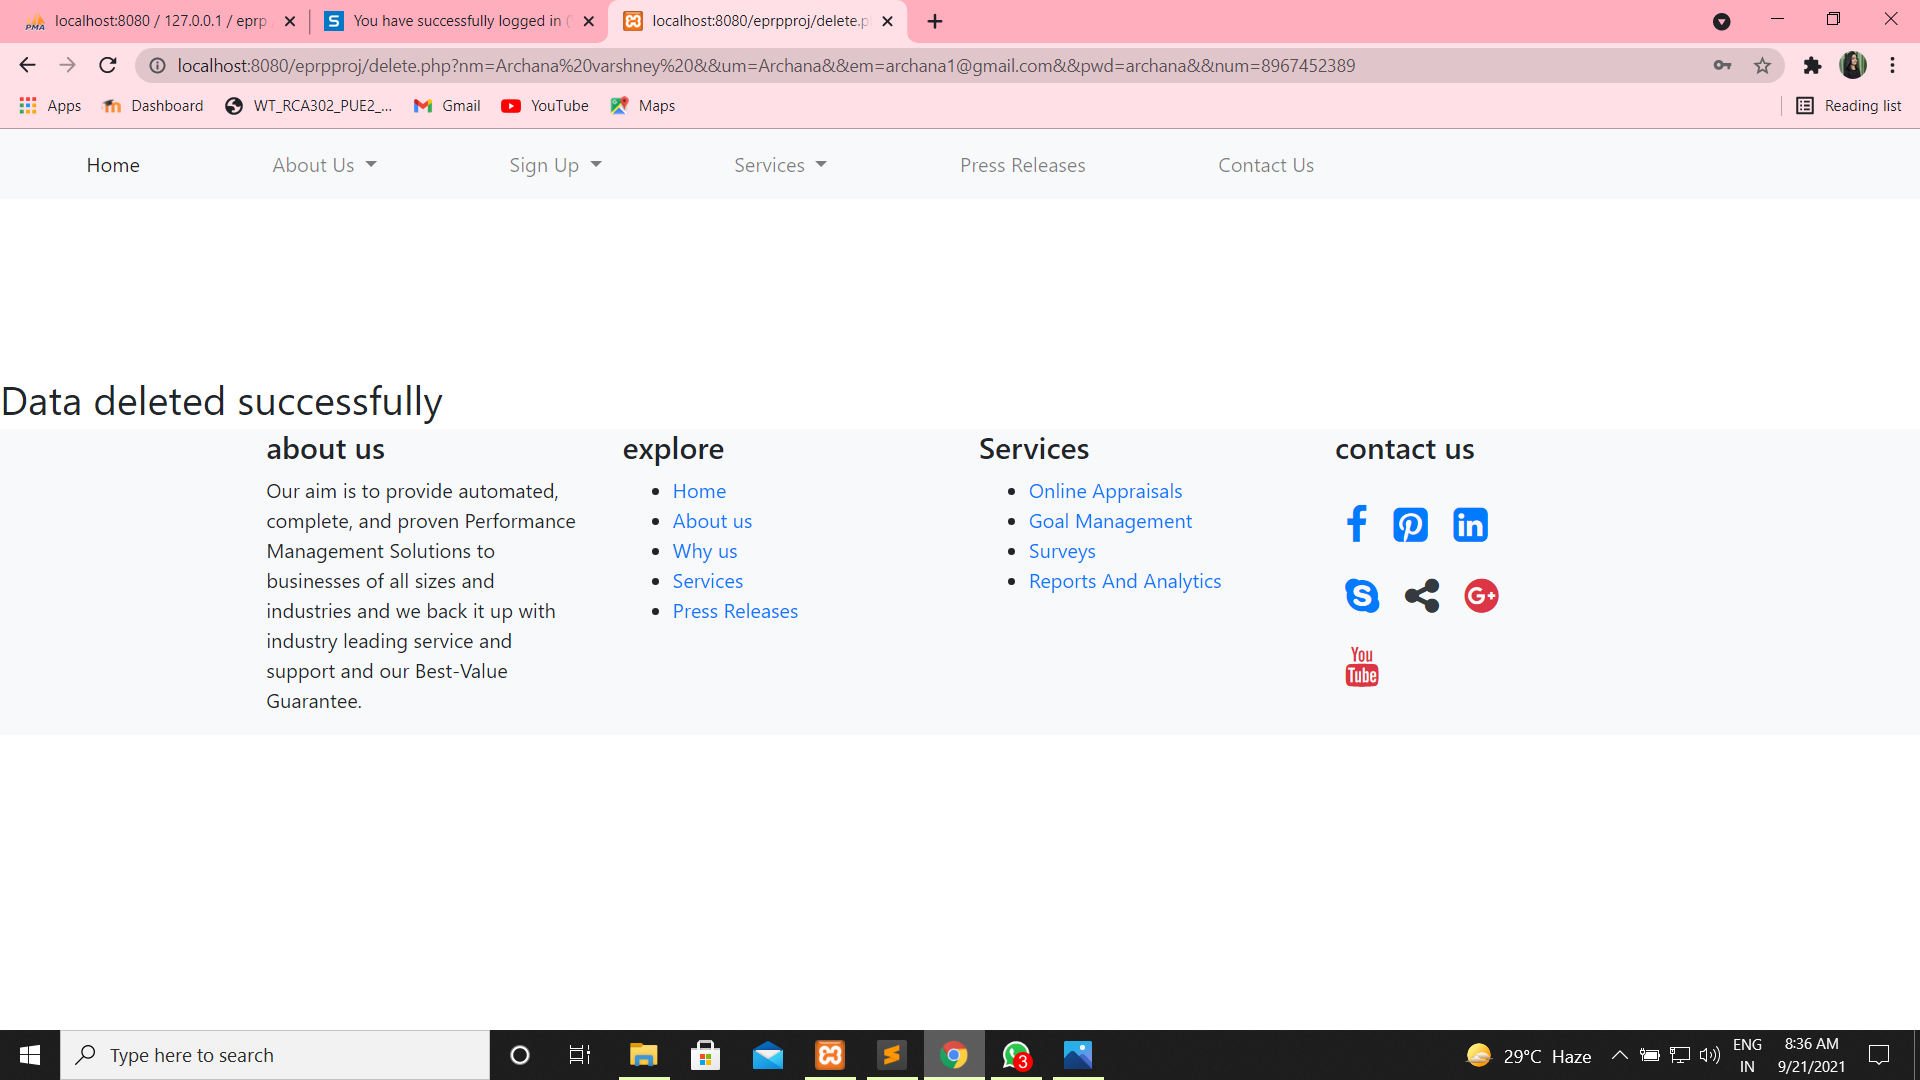 localhost:8080 / 127.0.0.1 / eprp
You have successfully logged in (
localhost:8080/eprpproj/delete.p
localhost:8080/eprpproj/delete.php?nm=Archana%20varshney%20&&um=Archana&&em=archana1@gmail.com&&pwd=archana&&num=8967452389
Apps
Dashboard
WT_RCA302_PUE2_...
Gmail
YouTube
Maps
Reading list
Home
About Us
Sign Up
Services
Press Releases
Contact Us
Data deleted successfully
about us
Our aim is to provide automated,
complete, and proven Performance
Management Solutions to
businesses of all sizes and
industries and we back it up with
industry leading service and
support and our Best-Value
Guarantee.
explore
Home
About us
Why us
Services
Press Releases
Services
Online Appraisals
Goal Management
Surveys
Reports And Analytics
contact us
You
Tube
Type here to search
3
29°C Haze
ENG
IN
8:36 AM
9/21/2021